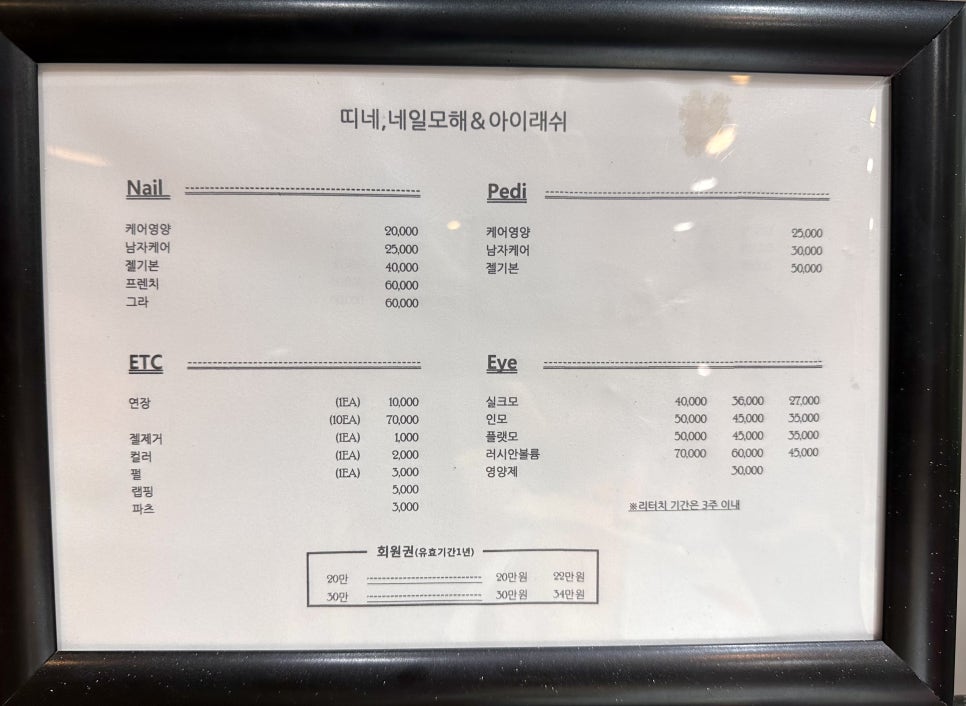 띠네,네일모해&아이래쉬
Nail
케어영양 20,000
남자케어 25,000
젤기본 40,000
프렌치 60,000
그라 60,000
Pedi
케어영양 25,000
남자케어 30,000
젤기본 50,000
ETC
연장 (1EA) 10,000
(10EA) 70,000
젤제거 (1EA) 1,000
컬러 (1EA) 2,000
펄 (1EA) 3,000
랩핑 5,000
파츠 3,000
Eye
실크모 40,000 36,000 27,000
인모 50,000 45,000 35,000
플랫모 50,000 45,000 35,000
러시안볼륨 70,000 60,000 45,000
영양제 30,000
※리터치 기간은 3주 이내
회원권(유효기간1년)
20만 20만원 22만원
30만 30만원 34만원